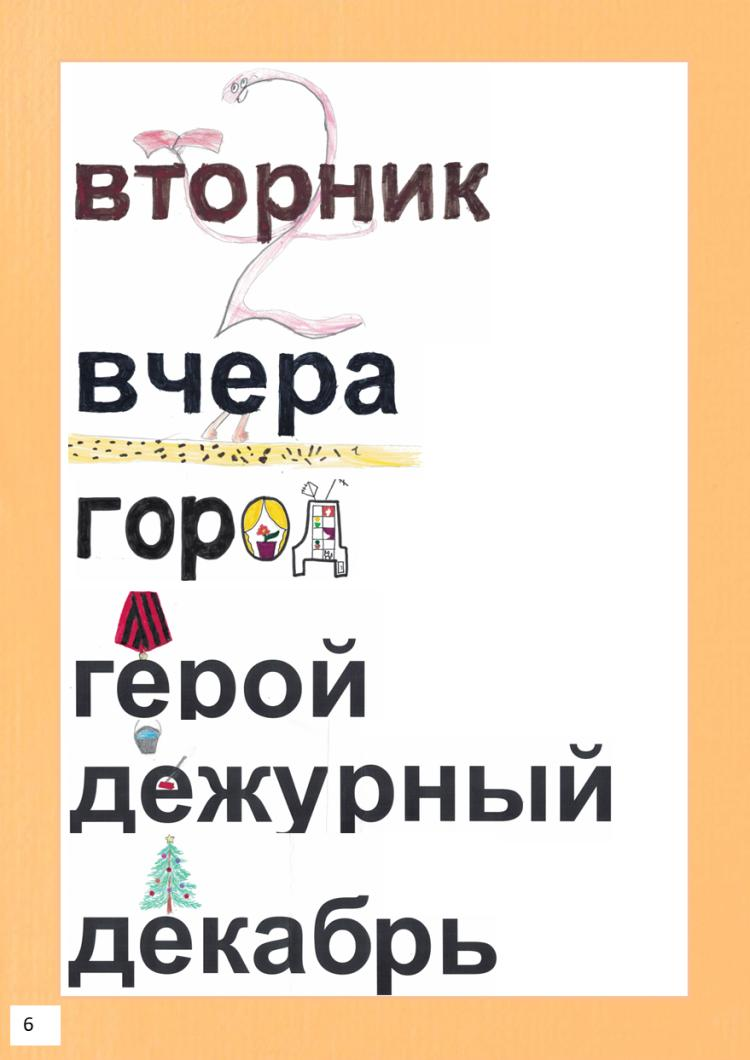 вторник
вчера
город
герой
дежурный
декабрь
6